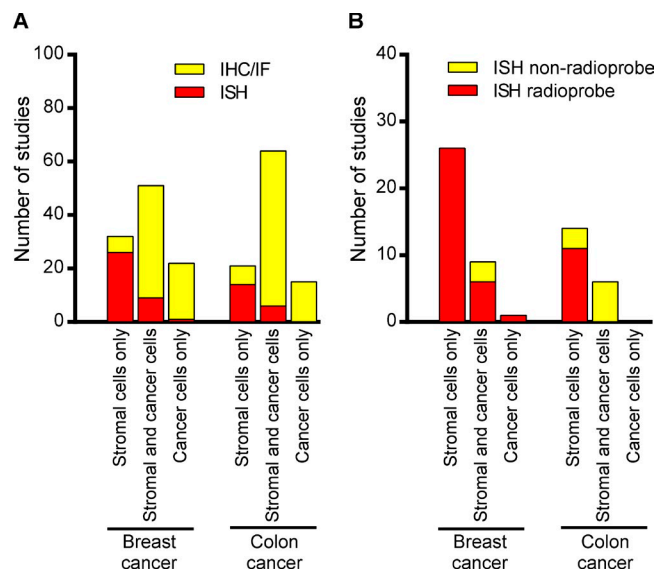 A
Number of studies
100
80
60
40
20
0
IHC/IF
ISH
Stromal cells only
Stromal and cancer cells
Cancer cells only
Stromal cells only
Stromal and cancer cells
Cancer cells only
Breast
cancer
Colon
cancer
B
Number of studies
40
30
20
10
0
ISH non-radioprobe
ISH radioprobe
Stromal cells only
Stromal and cancer cells
Cancer cells only
Stromal cells only
Stromal and cancer cells
Cancer cells only
Breast
cancer
Colon
cancer